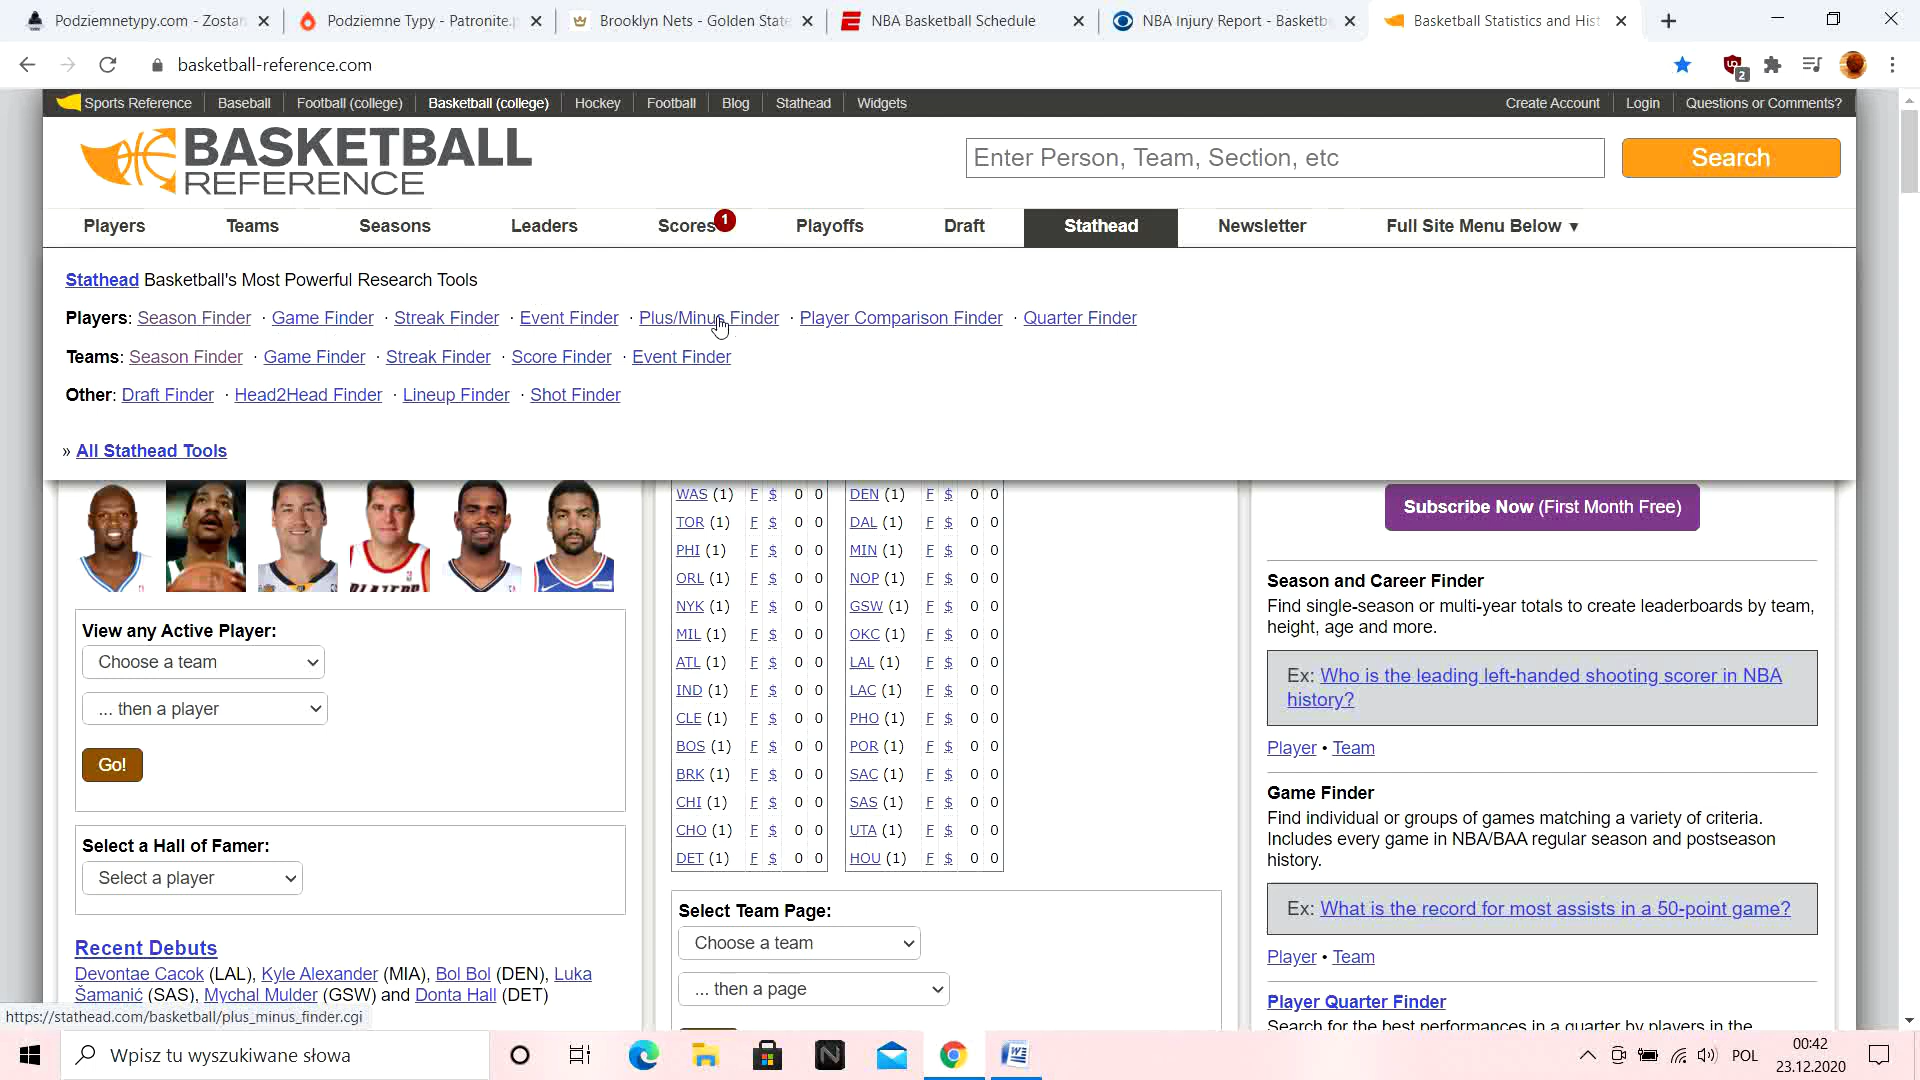 Podziemnetypy.com - Zostań
Podziemne Typy - Patronite.p
Brooklyn Nets - Golden State
NBA Basketball Schedule
NBA Injury Report - Basketb
Basketball Statistics and Hist
basketball-reference.com
2
Sports Reference Baseball Football (college) Basketball (college) Hockey Football Blog Stathead Widgets Create Account Login Questions or Comments?
BASKETBALL
REFERENCE
Enter Person, Team, Section, etc
Search
Players Teams Seasons Leaders Scores 1 Playoffs Draft Stathead Newsletter Full Site Menu Below ▼
Stathead Basketball's Most Powerful Research Tools
Players: Season Finder · Game Finder · Streak Finder · Event Finder · Plus/Minus Finder · Player Comparison Finder · Quarter Finder
Teams: Season Finder · Game Finder · Streak Finder · Score Finder · Event Finder
Other: Draft Finder · Head2Head Finder · Lineup Finder · Shot Finder
» All Stathead Tools
View any Active Player:
Choose a team
... then a player
Go!
Select a Hall of Famer:
Select a player
Recent Debuts
Devontae Cacok (LAL), Kyle Alexander (MIA), Bol Bol (DEN), Luka
Šamanić (SAS), Mychal Mulder (GSW) and Donta Hall (DET)
https://stathead.com/basketball/plus_minus_finder.cgi
WAS (1) F $ 0 0 DEN (1) F $ 0 0
TOR (1) F $ 0 0 DAL (1) F $ 0 0
PHI (1) F $ 0 0 MIN (1) F $ 0 0
ORL (1) F $ 0 0 NOP (1) F $ 0 0
NYK (1) F $ 0 0 GSW (1) F $ 0 0
MIL (1) F $ 0 0 OKC (1) F $ 0 0
ATL (1) F $ 0 0 LAL (1) F $ 0 0
IND (1) F $ 0 0 LAC (1) F $ 0 0
CLE (1) F $ 0 0 PHO (1) F $ 0 0
BOS (1) F $ 0 0 POR (1) F $ 0 0
BRK (1) F $ 0 0 SAC (1) F $ 0 0
CHI (1) F $ 0 0 SAS (1) F $ 0 0
CHO (1) F $ 0 0 UTA (1) F $ 0 0
DET (1) F $ 0 0 HOU (1) F $ 0 0
Select Team Page:
Choose a team
... then a page
Subscribe Now (First Month Free)
Season and Career Finder
Find single-season or multi-year totals to create leaderboards by team,
height, age and more.
Ex: Who is the leading left-handed shooting scorer in NBA
history?
Player • Team
Game Finder
Find individual or groups of games matching a variety of criteria.
Includes every game in NBA/BAA regular season and postseason
history.
Ex: What is the record for most assists in a 50-point game?
Player • Team
Player Quarter Finder
Search for the best performances in a quarter by players in the
Wpisz tu wyszukiwane słowa
POL
00:42
23.12.2020